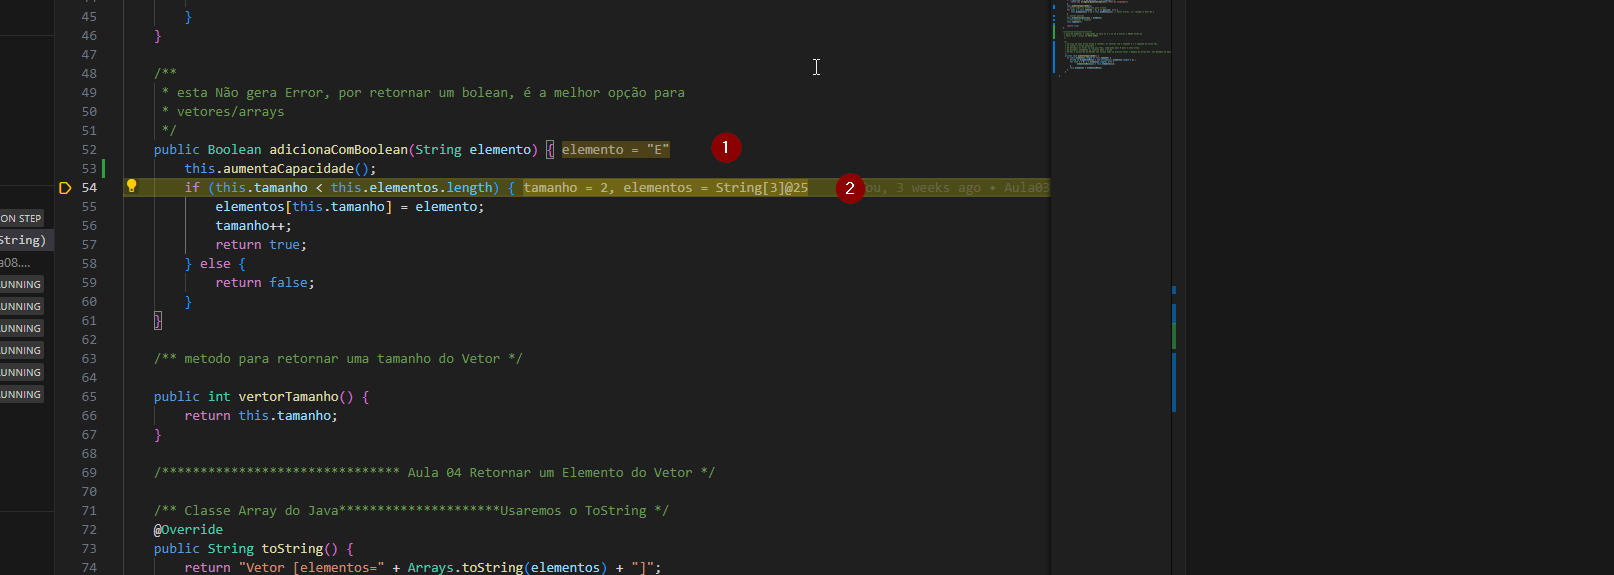 45 }
46 }
47
48 /**
49 * esta Não gera Error, por retornar um bolean, é a melhor opção para
50 * vetores/arrays
51 */
52 public Boolean adicionaComBoolean(String elemento) { elemento = "E" 1
53 this.aumentaCapacidade();
54 if (this.tamanho < this.elementos.length) { tamanho = 2, elementos = String[3]@25 2 ou, 3 weeks ago • Aula03
55 elementos[this.tamanho] = elemento;
56 tamanho++;
57 return true;
58 } else {
59 return false;
60 }
61 }
62
63 /** metodo para retornar uma tamanho do Vetor */
64
65 public int vertorTamanho() {
66 return this.tamanho;
67 }
68
69 /******************************* Aula 04 Retornar um Elemento do Vetor */
70
71 /** Classe Array do Java*********************Usaremos o ToString */
72 @Override
73 public String toString() {
74 return "Vetor [elementos=" + Arrays.toString(elementos) + "]";
ON STEP
String)
a08....
UNNING
UNNING
UNNING
UNNING
UNNING
UNNING